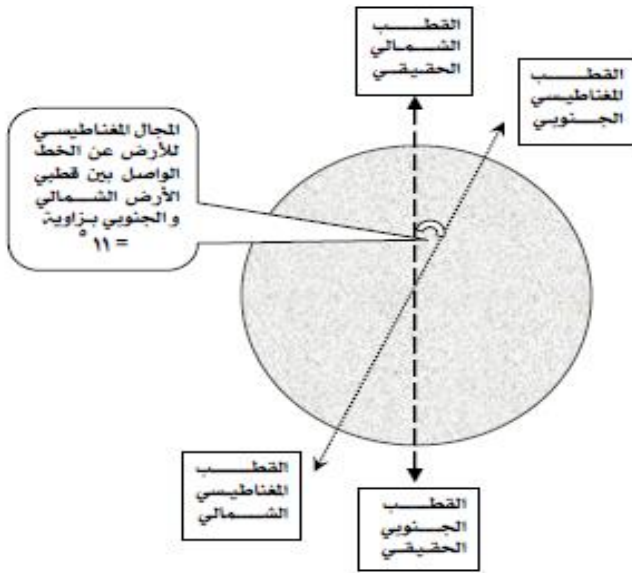 القطب
الشمالي
الحقيقي
القطب
المغناطيسي
الجنوبي
المجال المغناطيسي
للأرض عن الخط
الواصل بين قطبي
الأرض الشمالي
والجنوبي بزاوية
= ١١ °
القطب
المغناطيسي
الشمالي
القطب
الجنوبي
الحقيقي